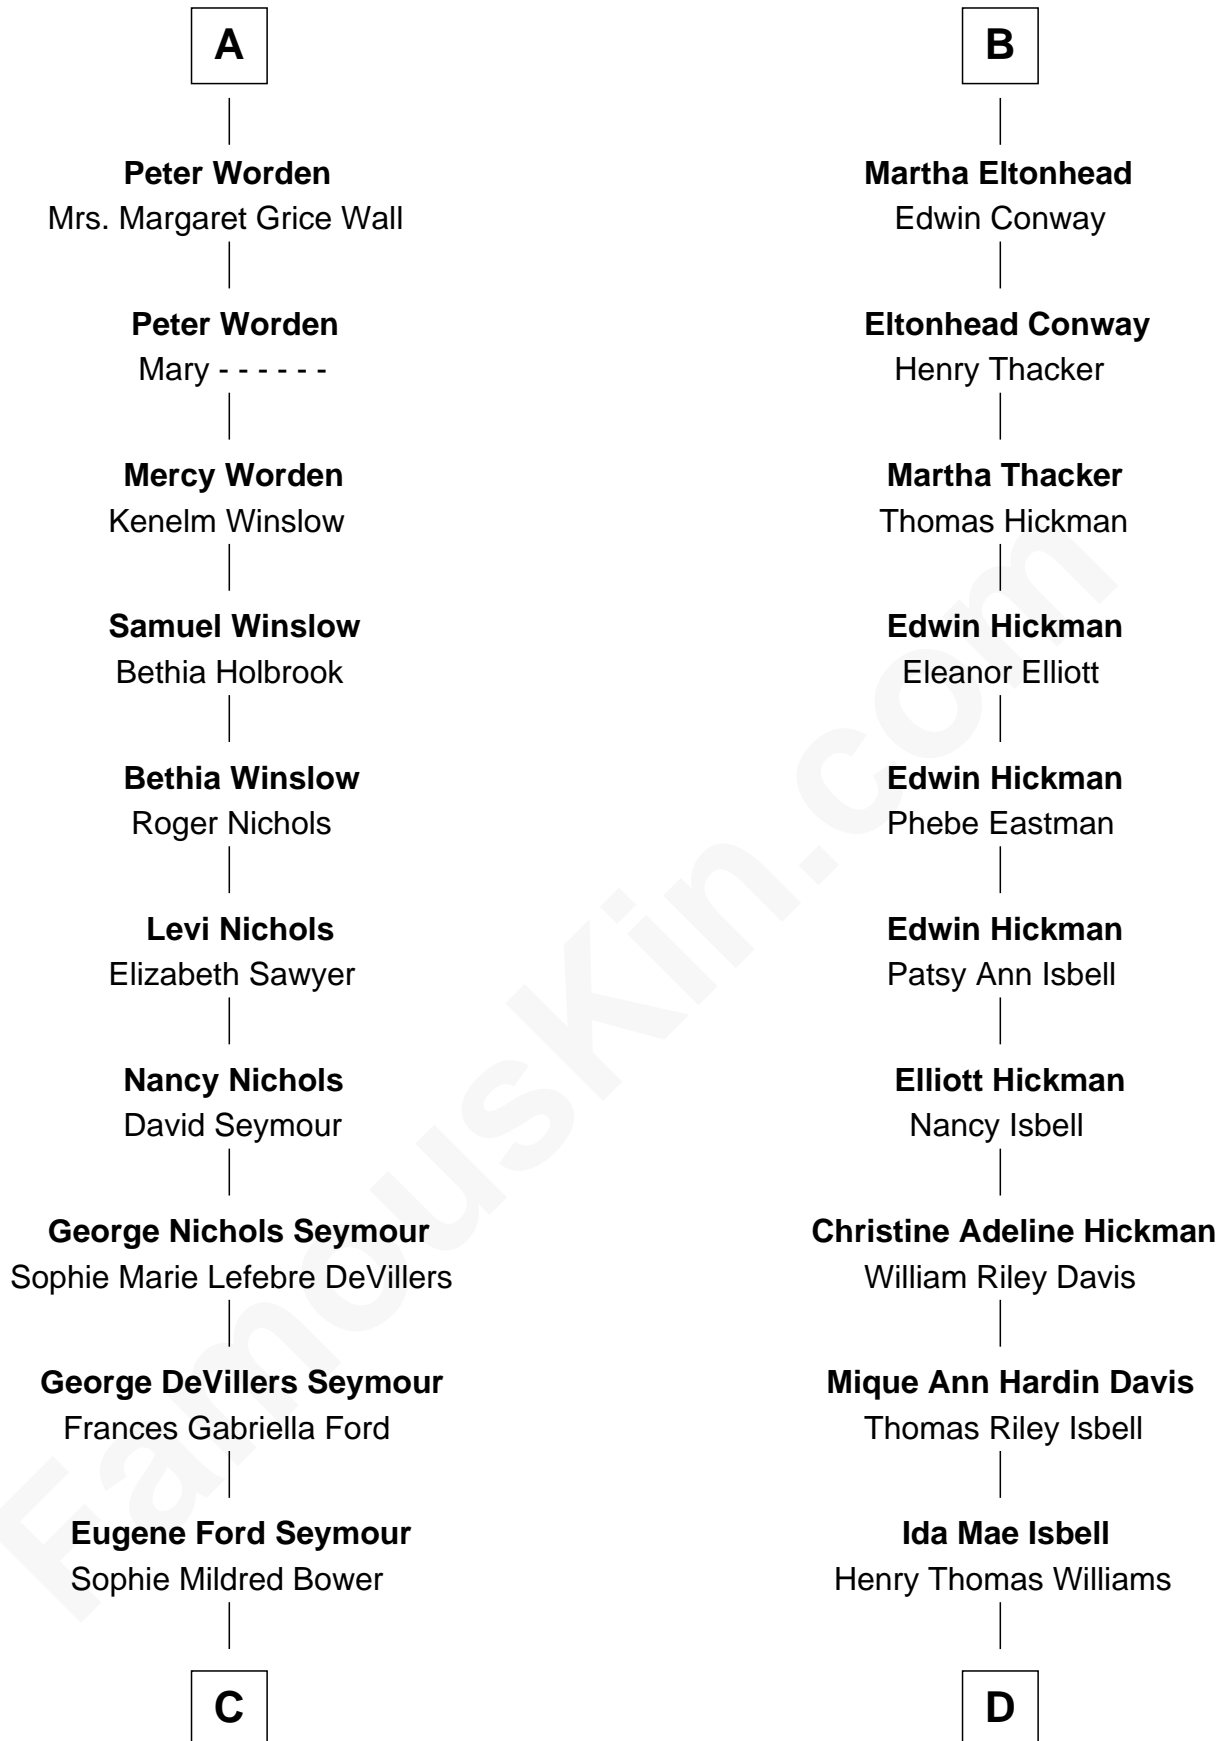 A
Peter Worden
Mrs. Margaret Grice Wall
Peter Worden
Mary - - - - - -
Mercy Worden
Kenelm Winslow
Samuel Winslow
Bethia Holbrook
Bethia Winslow
Roger Nichols
Levi Nichols
Elizabeth Sawyer
Nancy Nichols
David Seymour
George Nichols Seymour
Sophie Marie Lefebre DeVillers
George DeVillers Seymour
Frances Gabriella Ford
Eugene Ford Seymour
Sophie Mildred Bower
C
B
Martha Eltonhead
Edwin Conway
Eltonhead Conway
Henry Thacker
Martha Thacker
Thomas Hickman
Edwin Hickman
Eleanor Elliott
Edwin Hickman
Phebe Eastman
Edwin Hickman
Patsy Ann Isbell
Elliott Hickman
Nancy Isbell
Christine Adeline Hickman
William Riley Davis
Mique Ann Hardin Davis
Thomas Riley Isbell
Ida Mae Isbell
Henry Thomas Williams
D
FamousKin.com